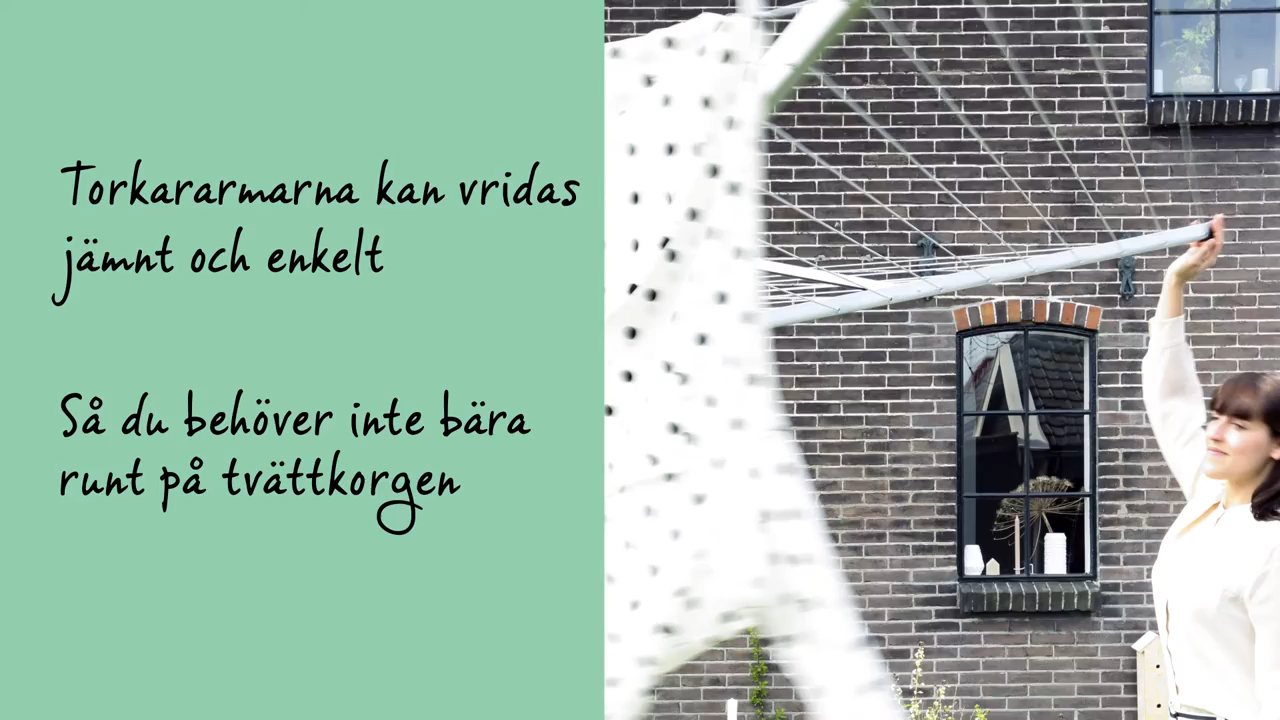 Torkararmarna kan vridas
jämnt och enkelt
Så du behöver inte bära
runt på tvättkorgen